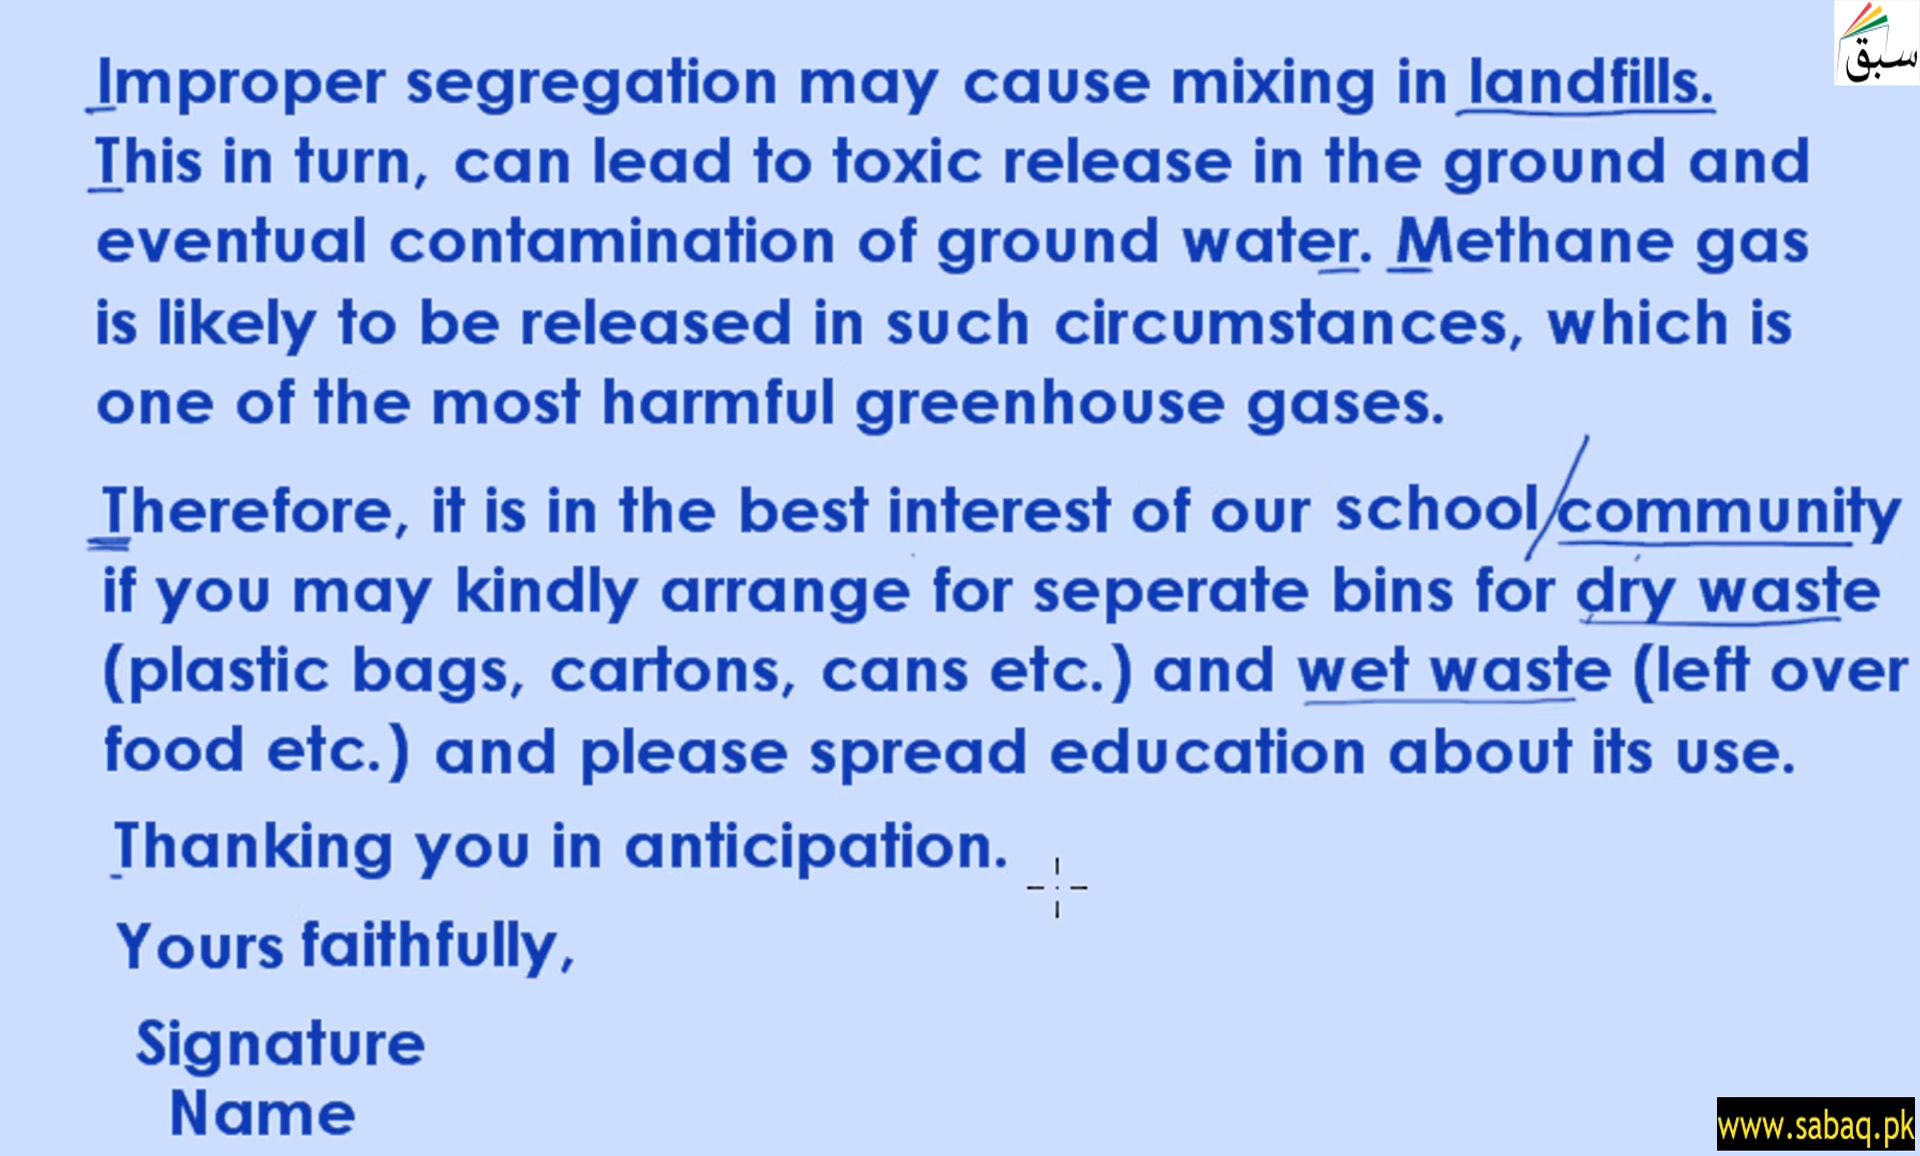 سبق
Improper segregation may cause mixing in landfills.
This in turn, can lead to toxic release in the ground and
eventual contamination of ground water. Methane gas
is likely to be released in such circumstances, which is
one of the most harmful greenhouse gases.
Therefore, it is in the best interest of our school/community
if you may kindly arrange for seperate bins for dry waste
(plastic bags, cartons, cans etc.) and wet waste (left over
food etc.) and please spread education about its use.
Thanking you in anticipation.
Yours faithfully,
Signature
Name
www.sabaq.pk